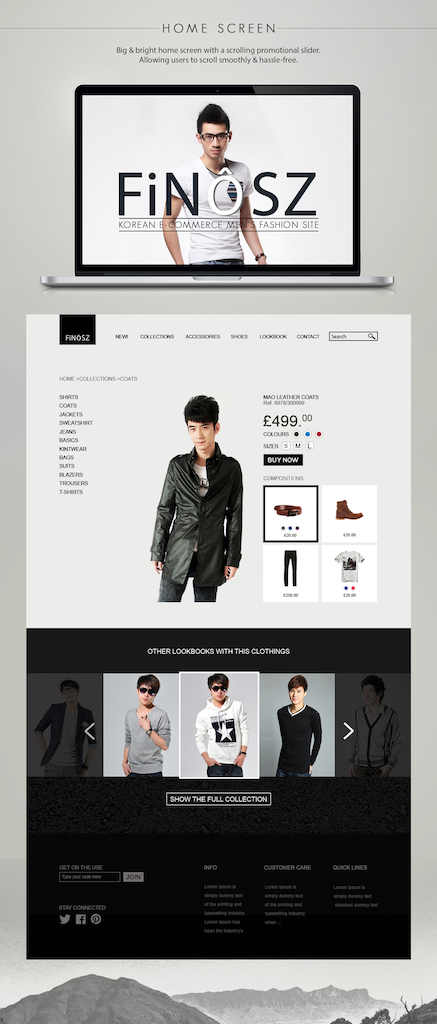 HOME SCREEN
Big & bright home screen with a scrolling promotional slider.
Allowing users to scroll smoothly & hassle-free.
FiNÔSZ
KOREAN E-COMMERCE MEN'S FASHION SITE
FiNÔSZ
NEW! COLLECTIONS ACCESSORIES SHOES LOOKBOOK CONTACT Search
HOME >COLLECTIONS >COATS
SHIRTS
COATS
JACKETS
SWEATSHIRT
JEANS
BASICS
KINTWEAR
BAGS
SUITS
BLAZERS
TROUSERS
T-SHIRTS
MAO LEATHER COATS
Ref. 8978/300999
£499.00
COLOURS
SIZES S M L
BUY NOW
COMPOSITIONS
£20.00
£20.00
£250.00
£20.00
OTHER LOOKBOOKS WITH THIS CLOTHINGS
SHOW THE FULL COLLECTION
GET ON THE USE
Type your code here JOIN
STAY CONNECTED
INFO
Lorem Ipsum is
simply dummy text
of the printing and
typesetting industry.
Lorem Ipsum has
been the industry's
CUSTOMER CARE
Lorem Ipsum is
simply dummy text
of the printing and
typesetting industry.
when ...
QUICK LINES
Lorem Ipsum is
simply dummy text
standard dummy text